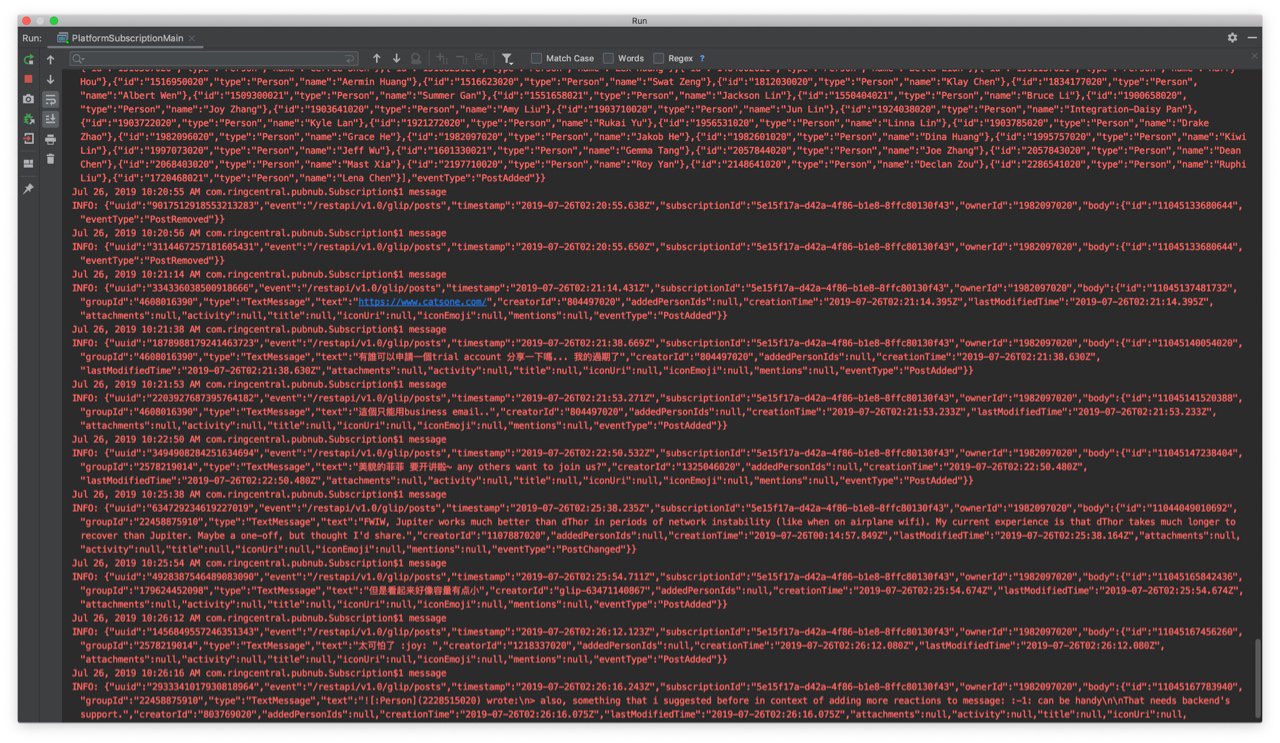 Run
Run: PlatformSubscriptionMain
Match Case Words Regex ?
Hou"},{"id":"1516950020","type":"Person","name":"Aermin Huang"},{"id":"1516623020","type":"Person","name":"Swat Zeng"},{"id":"1812030020","type":"Person","name":"Klay Chen"},{"id":"1834177020","type":"Person",
"name":"Albert Wen"},{"id":"1509300021","type":"Person","name":"Summer Gan"},{"id":"1551658021","type":"Person","name":"Jackson Lin"},{"id":"1550404021","type":"Person","name":"Bruce Li"},{"id":"1900658020",
"type":"Person","name":"Joy Zhang"},{"id":"1903641020","type":"Person","name":"Amy Liu"},{"id":"1903710020","type":"Person","name":"Jun Lin"},{"id":"1924038020","type":"Person","name":"Integration-Daisy Pan"},
{"id":"1903722020","type":"Person","name":"Kyle Lan"},{"id":"1921272020","type":"Person","name":"Rukai Yu"},{"id":"1956531020","type":"Person","name":"Linna Lin"},{"id":"1903785020","type":"Person","name":"Drake
Zhao"},{"id":"1982096020","type":"Person","name":"Grace He"},{"id":"1982097020","type":"Person","name":"Jakob He"},{"id":"1982601020","type":"Person","name":"Dina Huang"},{"id":"1995757020","type":"Person","name":"Kiwi
Lin"},{"id":"1997073020","type":"Person","name":"Jeff Wu"},{"id":"1601330021","type":"Person","name":"Gemma Tang"},{"id":"2057844020","type":"Person","name":"Joe Zhang"},{"id":"2057843020","type":"Person","name":"Dean
Chen"},{"id":"2068403020","type":"Person","name":"Mast Xia"},{"id":"2197710020","type":"Person","name":"Roy Yan"},{"id":"2148641020","type":"Person","name":"Declan Zou"},{"id":"2286541020","type":"Person","name":"Ruphi
Liu"},{"id":"1720468021","type":"Person","name":"Lena Chen"}],"eventType":"PostAdded"}}
Jul 26, 2019 10:20:55 AM com.ringcentral.pubnub.Subscription$1 message
INFO: {"uuid":"9017512918553213283","event":"/restapi/v1.0/glip/posts","timestamp":"2019-07-26T02:20:55.638Z","subscriptionId":"5e15f17a-d42a-4f86-b1e8-8ffc80130f43","ownerId":"1982097020","body":{"id":"11045133680644",
"eventType":"PostRemoved"}}
Jul 26, 2019 10:20:56 AM com.ringcentral.pubnub.Subscription$1 message
INFO: {"uuid":"3114467257181605431","event":"/restapi/v1.0/glip/posts","timestamp":"2019-07-26T02:20:55.650Z","subscriptionId":"5e15f17a-d42a-4f86-b1e8-8ffc80130f43","ownerId":"1982097020","body":{"id":"11045133680644",
"eventType":"PostRemoved"}}
Jul 26, 2019 10:21:14 AM com.ringcentral.pubnub.Subscription$1 message
INFO: {"uuid":"334336038500918666","event":"/restapi/v1.0/glip/posts","timestamp":"2019-07-26T02:21:14.431Z","subscriptionId":"5e15f17a-d42a-4f86-b1e8-8ffc80130f43","ownerId":"1982097020","body":{"id":"11045137481732",
"groupId":"4608016390","type":"TextMessage","text":"https://www.catsone.com/","creatorId":"804497020","addedPersonIds":null,"creationTime":"2019-07-26T02:21:14.395Z","lastModifiedTime":"2019-07-26T02:21:14.395Z",
"attachments":null,"activity":null,"title":null,"iconUri":null,"iconEmoji":null,"mentions":null,"eventType":"PostAdded"}}
Jul 26, 2019 10:21:38 AM com.ringcentral.pubnub.Subscription$1 message
INFO: {"uuid":"1878988179241463723","event":"/restapi/v1.0/glip/posts","timestamp":"2019-07-26T02:21:38.669Z","subscriptionId":"5e15f17a-d42a-4f86-b1e8-8ffc80130f43","ownerId":"1982097020","body":{"id":"11045140054020",
"groupId":"4608016390","type":"TextMessage","text":"有誰可以申請一個trial account 分享一下嗎... 我的過期了","creatorId":"804497020","addedPersonIds":null,"creationTime":"2019-07-26T02:21:38.630Z",
"lastModifiedTime":"2019-07-26T02:21:38.630Z","attachments":null,"activity":null,"title":null,"iconUri":null,"iconEmoji":null,"mentions":null,"eventType":"PostAdded"}}
Jul 26, 2019 10:21:53 AM com.ringcentral.pubnub.Subscription$1 message
INFO: {"uuid":"2203927687395764182","event":"/restapi/v1.0/glip/posts","timestamp":"2019-07-26T02:21:53.271Z","subscriptionId":"5e15f17a-d42a-4f86-b1e8-8ffc80130f43","ownerId":"1982097020","body":{"id":"11045141520388",
"groupId":"4608016390","type":"TextMessage","text":"這個只能用business email..","creatorId":"804497020","addedPersonIds":null,"creationTime":"2019-07-26T02:21:53.233Z","lastModifiedTime":"2019-07-26T02:21:53.233Z",
"attachments":null,"activity":null,"title":null,"iconUri":null,"iconEmoji":null,"mentions":null,"eventType":"PostAdded"}}
Jul 26, 2019 10:22:50 AM com.ringcentral.pubnub.Subscription$1 message
INFO: {"uuid":"3494908284251634694","event":"/restapi/v1.0/glip/posts","timestamp":"2019-07-26T02:22:50.532Z","subscriptionId":"5e15f17a-d42a-4f86-b1e8-8ffc80130f43","ownerId":"1982097020","body":{"id":"11045147238404",
"groupId":"2578219014","type":"TextMessage","text":"美貌的菲菲 要开讲啦~ any others want to join us?","creatorId":"1325046020","addedPersonIds":null,"creationTime":"2019-07-26T02:22:50.480Z",
"lastModifiedTime":"2019-07-26T02:22:50.480Z","attachments":null,"activity":null,"title":null,"iconUri":null,"iconEmoji":null,"mentions":null,"eventType":"PostAdded"}}
Jul 26, 2019 10:25:38 AM com.ringcentral.pubnub.Subscription$1 message
INFO: {"uuid":"634729234619227019","event":"/restapi/v1.0/glip/posts","timestamp":"2019-07-26T02:25:38.235Z","subscriptionId":"5e15f17a-d42a-4f86-b1e8-8ffc80130f43","ownerId":"1982097020","body":{"id":"11044049010692",
"groupId":"22458875910","type":"TextMessage","text":"FWIW, Jupiter works much better than dThor in periods of network instability (like when on airplane wifi). My current experience is that dThor takes much longer to
recover than Jupiter. Maybe a one-off, but thought I'd share.","creatorId":"1107887020","addedPersonIds":null,"creationTime":"2019-07-26T00:14:57.849Z","lastModifiedTime":"2019-07-26T02:25:38.164Z","attachments":null,
"activity":null,"title":null,"iconUri":null,"iconEmoji":null,"mentions":null,"eventType":"PostChanged"}}
Jul 26, 2019 10:25:54 AM com.ringcentral.pubnub.Subscription$1 message
INFO: {"uuid":"4928387546489083090","event":"/restapi/v1.0/glip/posts","timestamp":"2019-07-26T02:25:54.711Z","subscriptionId":"5e15f17a-d42a-4f86-b1e8-8ffc80130f43","ownerId":"1982097020","body":{"id":"11045165842436",
"groupId":"179624452098","type":"TextMessage","text":"但是看起来好像容量有点小","creatorId":"glip-63471140867","addedPersonIds":null,"creationTime":"2019-07-26T02:25:54.674Z","lastModifiedTime":"2019-07-26T02:25:54.674Z",
"attachments":null,"activity":null,"title":null,"iconUri":null,"iconEmoji":null,"mentions":null,"eventType":"PostAdded"}}
Jul 26, 2019 10:26:12 AM com.ringcentral.pubnub.Subscription$1 message
INFO: {"uuid":"1456849557246351343","event":"/restapi/v1.0/glip/posts","timestamp":"2019-07-26T02:26:12.123Z","subscriptionId":"5e15f17a-d42a-4f86-b1e8-8ffc80130f43","ownerId":"1982097020","body":{"id":"11045167456260",
"groupId":"2578219014","type":"TextMessage","text":"太可怕了 :joy: ","creatorId":"1218337020","addedPersonIds":null,"creationTime":"2019-07-26T02:26:12.080Z","lastModifiedTime":"2019-07-26T02:26:12.080Z",
"attachments":null,"activity":null,"title":null,"iconUri":null,"iconEmoji":null,"mentions":null,"eventType":"PostAdded"}}
Jul 26, 2019 10:26:16 AM com.ringcentral.pubnub.Subscription$1 message
INFO: {"uuid":"2933341017930818964","event":"/restapi/v1.0/glip/posts","timestamp":"2019-07-26T02:26:16.243Z","subscriptionId":"5e15f17a-d42a-4f86-b1e8-8ffc80130f43","ownerId":"1982097020","body":{"id":"11045167783940",
"groupId":"22458875910","type":"TextMessage","text":"![:Person](2228515020) wrote:\n> also, something that i suggested before in context of adding more reactions to message: :-1: can be handy\n\nThat needs backend's
support.","creatorId":"803769020","addedPersonIds":null,"creationTime":"2019-07-26T02:26:16.075Z","lastModifiedTime":"2019-07-26T02:26:16.075Z","attachments":null,"activity":null,"title":null,"iconUri":null,